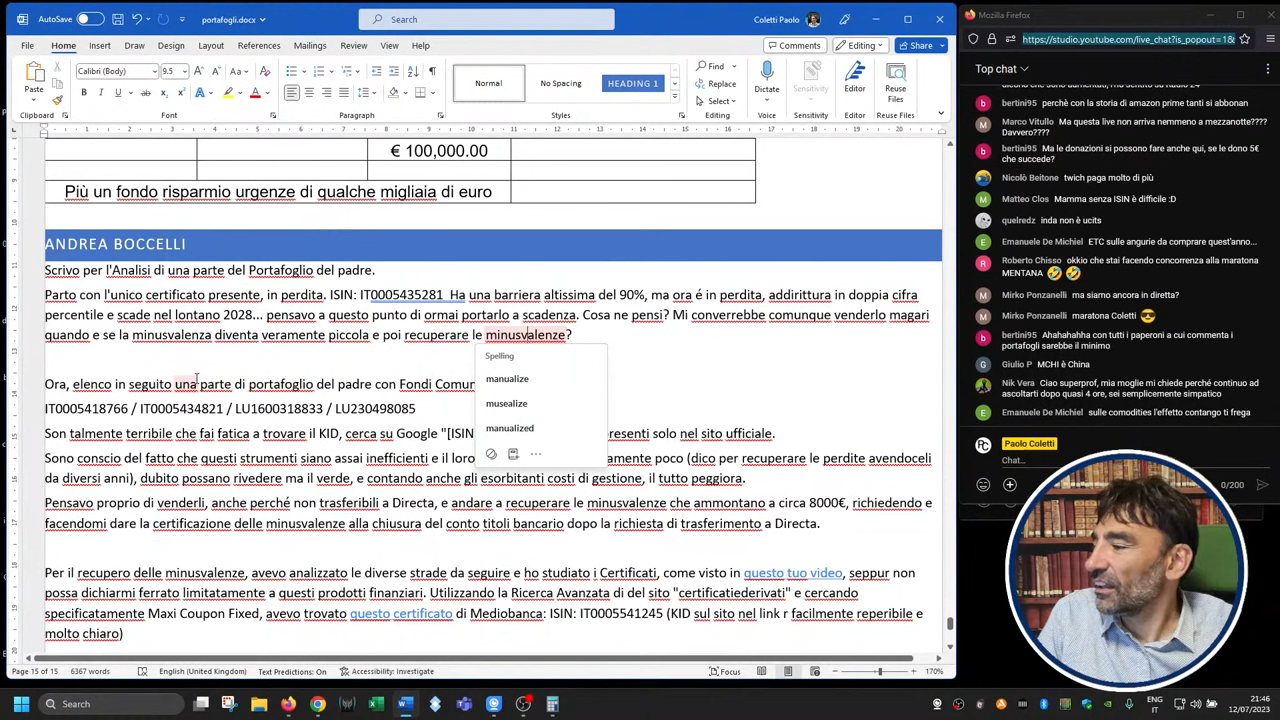 AutoSave
Off
portafogli.docx
Search
Coletti Paolo
File Home Insert Draw Design Layout References Mailings Review View Help
Comments
Editing
Share
Paste
Clipboard
Calibri (Body)
9.5
Font
Paragraph
Normal
No Spacing
HEADING 1
Styles
Find
Replace
Select
Editing
Dictate
Voice
Sensitivity
Sensitivity
Editor
Editor
Reuse Files
Reuse Files
€ 100,000.00
Più un fondo risparmio urgenze di qualche migliaia di euro
ANDREA BOCCELLI
Scrivo per l'Analisi di una parte del Portafoglio del padre.
Parto con l'unico certificato presente, in perdita. ISIN: IT0005435281 Ha una barriera altissima del 90%, ma ora é in perdita, addirittura in doppia cifra
percentile e scade nel lontano 2028... pensavo a questo punto di ormai portarlo a scadenza. Cosa ne pensi? Mi converrebbe comunque venderlo magari
quando e se la minusvalenza diventa veramente piccola e poi recuperare le minusvalenze?
Spelling
manualize
musealize
manualized
Ora, elenco in seguito una parte di portafoglio del padre con Fondi Comun
IT0005418766 / IT0005434821 / LU1600318833 / LU230498085
Son talmente terribile che fai fatica a trovare il KID, cerca su Google "[ISIN
resenti solo nel sito ufficiale.
Sono conscio del fatto che questi strumenti siano assai inefficienti e il loro
amente poco (dico per recuperare le perdite avendoceli
da diversi anni), dubito possano rivedere ma il verde, e contando anche gli esorbitanti costi di gestione, il tutto peggiora.
Pensavo proprio di venderli, anche perché non trasferibili a Directa, e andare a recuperare le minusvalenze che ammontano a circa 8000€, richiedendo e
facendomi dare la certificazione delle minusvalenze alla chiusura del conto titoli bancario dopo la richiesta di trasferimento a Directa.
Per il recupero delle minusvalenze, avevo analizzato le diverse strade da seguire e ho studiato i Certificati, come visto in questo tuo video, seppur non
possa dichiarmi ferrato limitatamente a questi prodotti finanziari. Utilizzando la Ricerca Avanzata di del sito "certificatiederivati" e cercando
specificatamente Maxi Coupon Fixed, avevo trovato questo certificato di Mediobanca: ISIN: IT0005541245 (KID sul sito nel link r facilmente reperibile e
molto chiaro)
Page 15 of 15 6367 words English (United Kingdom) Text Predictions: On Accessibility: Investigate Focus 170%
Mozilla Firefox
https://studio.youtube.com/live_chat?is_popout=1&
Top chat
bertini95 perchè con la storia di amazon prime tanti si abbonan
Marco Vitullo Ma questa live non arriva nemmeno a mezzanotte????
Davvero????
bertini95 Ma le donazioni si possono fare anche qui, se le dono 5€
che succede?
Nicolò Beitone twich paga molto di più
Matteo Clos Mamma senza ISIN è difficile :D
quelredz inda non è ucits
Emanuele De Michiel ETC sulle angurie da comprare quest'anno...
Roberto Chisso okkio che stai facendo concorrenza alla maratona
MENTANA 🤣 🤣
Mirko Ponzanelli ma siamo ancora in diretta?
Mirko Ponzanelli maratona Coletti 😎
bertini95 Ahahahahha con tutti i paperoni a cui commenta i
portafogli sarebbe il minimo
Giulio P MCHI è China
Nik Vera Ciao superprof, mia moglie mi chiede perché continuo ad
ascoltarti dopo quasi 4 ore, sei semplicemente simpatico
Emanuele De Michiel sulle comodities l'effetto contango ti frega
Paolo Coletti
Chat...
0/200
Search
ENG
IT
21:46
12/07/2023